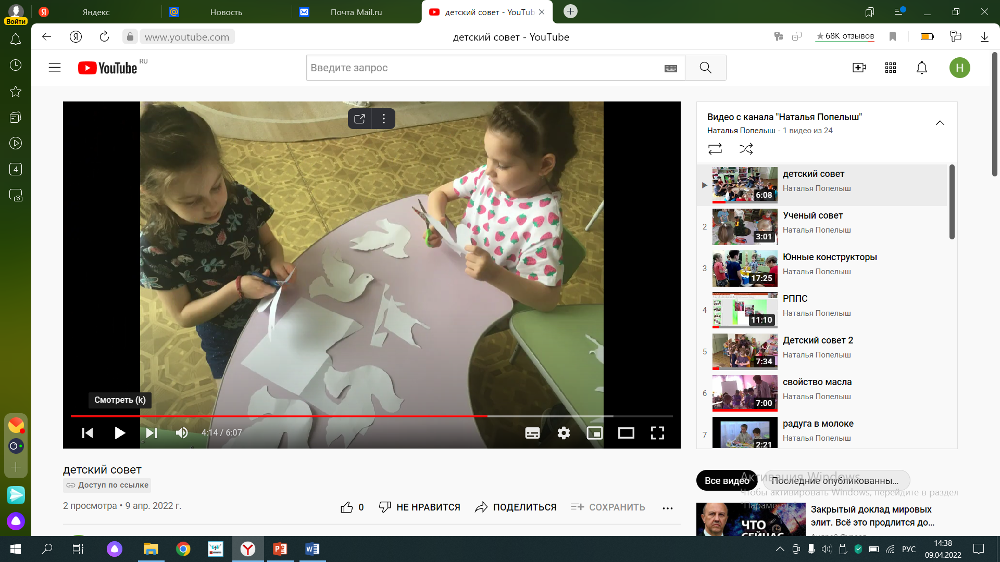 Яндекс
Новость
Почта Mail.ru
детский совет - YouTub
Войти
www.youtube.com
детский совет - YouTube
68К отзывов
YouTube RU
Введите запрос
Н
4
Видео с канала "Наталья Попелыш"
Наталья Попелыш - 1 видео из 24
детский совет
Наталья Попелыш
6:08
2
Ученый совет
Наталья Попелыш
3:01
3
Юнные конструкторы
Наталья Попелыш
17:25
4
РППС
Наталья Попелыш
11:10
5
Детский совет 2
Наталья Попелыш
7:34
6
свойство масла
Наталья Попелыш
7:00
7
радуга в молоке
Наталья Попелыш
2:21
Смотреть (k)
4:14 / 6:07
детский совет
Доступ по ссылке
2 просмотра • 9 апр. 2022 г.
0
НЕ НРАВИТСЯ
ПОДЕЛИТЬСЯ
СОХРАНИТЬ
Все видео
Последние опубликованны...
Активация Windows
Чтобы активировать Windows, перейдите в раздел
"Параметры".
Закрытый доклад мировых
элит. Всё это продлится до...
ЧТО
СЕЙЧАС
РУС
14:38
09.04.2022